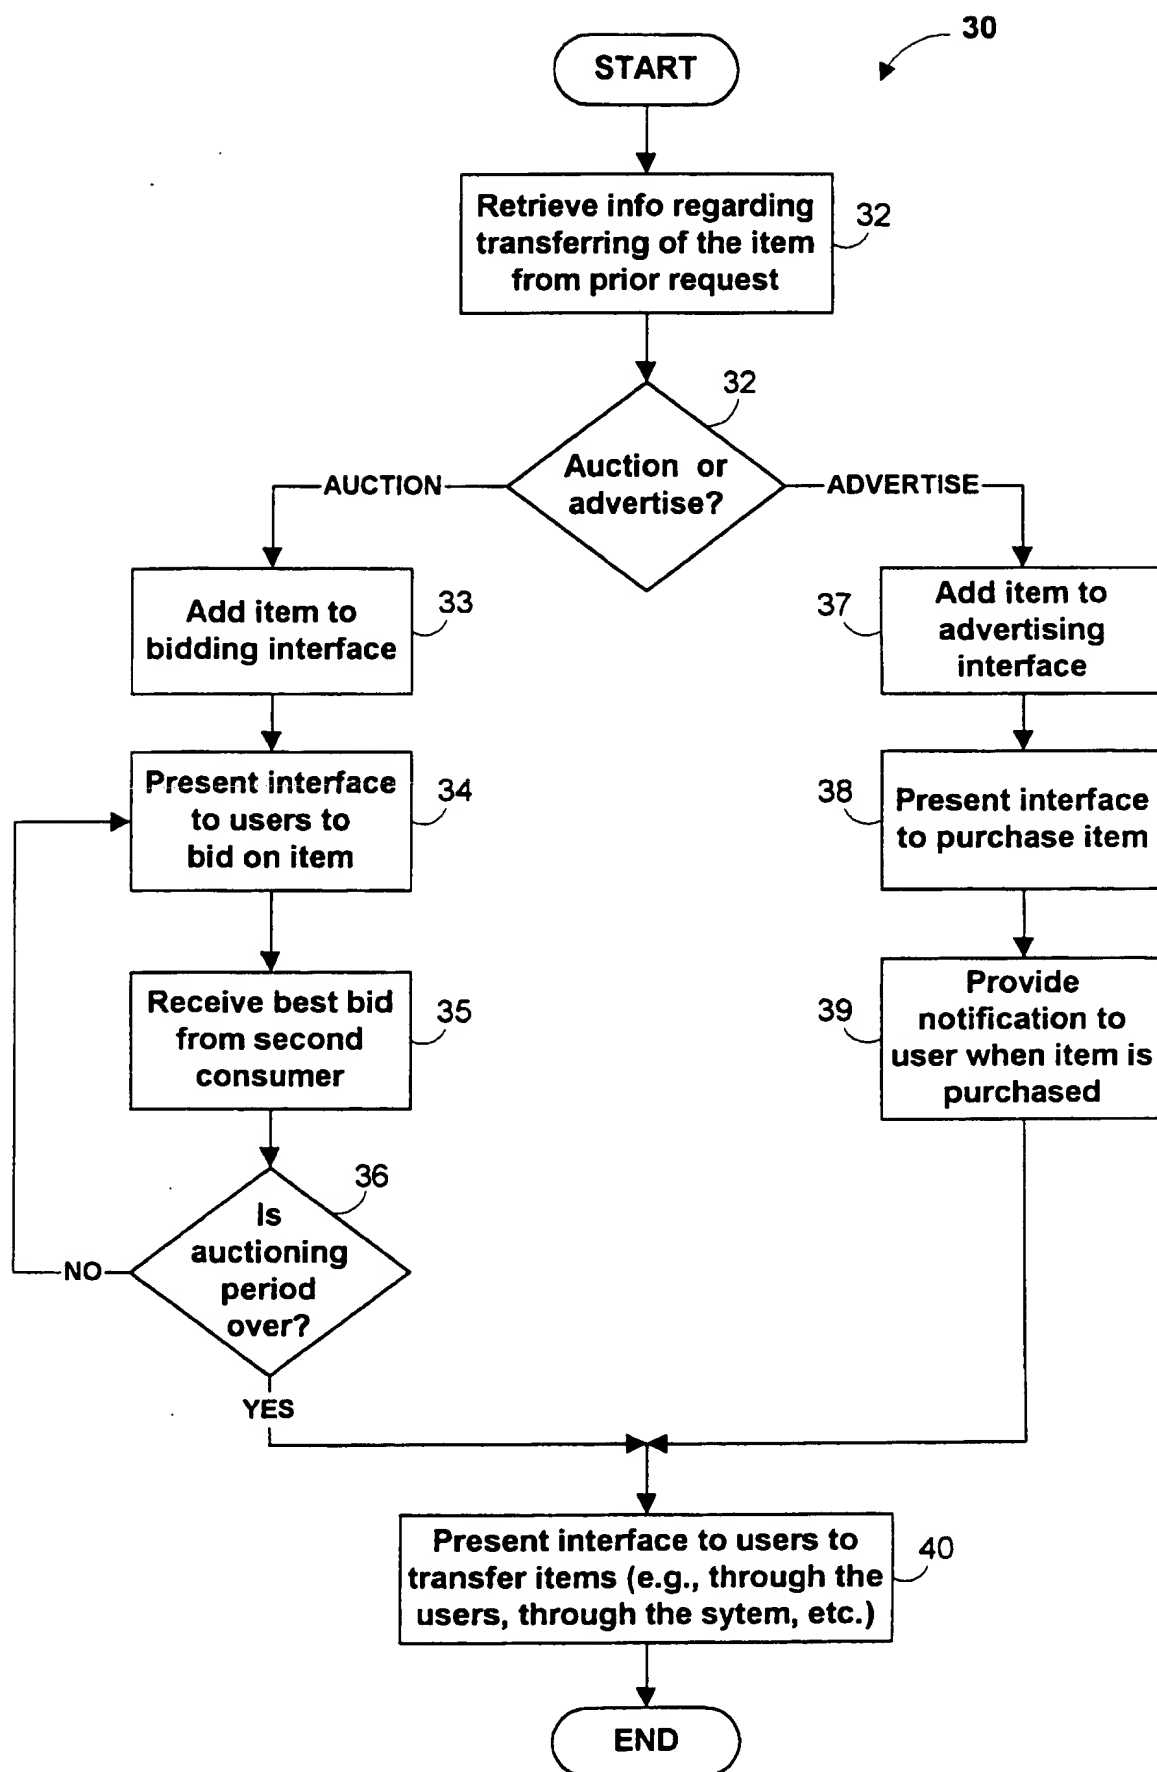 30
START
Retrieve info regarding
transferring of the item
from prior request
32
32
Auction or
advertise?
AUCTION
ADVERTISE
Add item to
bidding interface
33
37
Add item to
advertising
interface
Present interface
to users to
bid on item
34
38
Present interface
to purchase item
Receive best bid
from second
consumer
35
39
Provide
notification to
user when item is
purchased
36
Is
auctioning
period
over?
NO
YES
Present interface to users to
transfer items (e.g., through the
users, through the sytem, etc.)
40
END